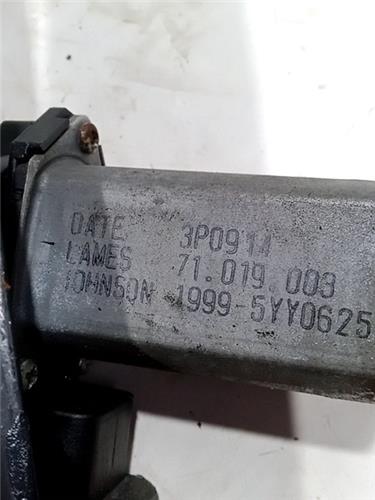 DATE 3P0914
LAMES 71.019.003
JOHNSON 1999-5YY0625